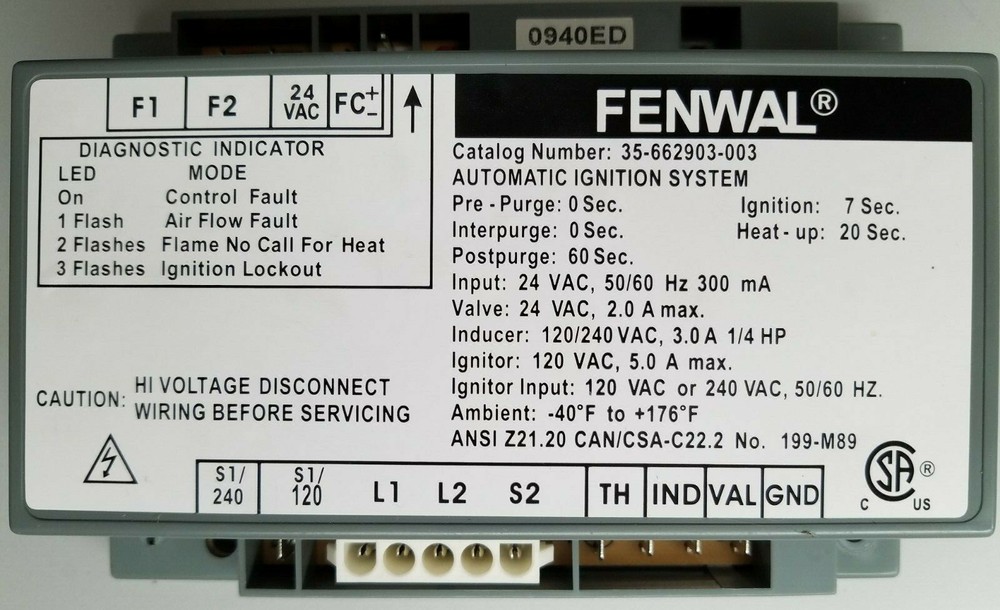 0940ED
F1 F2 24 VAC FC + -
DIAGNOSTIC INDICATOR
LED MODE
On Control Fault
1 Flash Air Flow Fault
2 Flashes Flame No Call For Heat
3 Flashes Ignition Lockout
FENWAL®
Catalog Number: 35-662903-003
AUTOMATIC IGNITION SYSTEM
Pre - Purge: 0 Sec. Ignition: 7 Sec.
Interpurge: 0 Sec. Heat - up: 20 Sec.
Postpurge: 60 Sec.
Input: 24 VAC, 50/60 Hz 300 mA
Valve: 24 VAC, 2.0 A max.
Inducer: 120/240 VAC, 3.0 A 1/4 HP
Ignitor: 120 VAC, 5.0 A max.
Ignitor Input: 120 VAC or 240 VAC, 50/60 HZ.
Ambient: -40°F to +176°F
ANSI Z21.20 CAN/CSA-C22.2 No. 199-M89
CAUTION: HI VOLTAGE DISCONNECT
WIRING BEFORE SERVICING
S1/240 S1/120 L1 L2 S2 TH IND VAL GND
C SA ® US